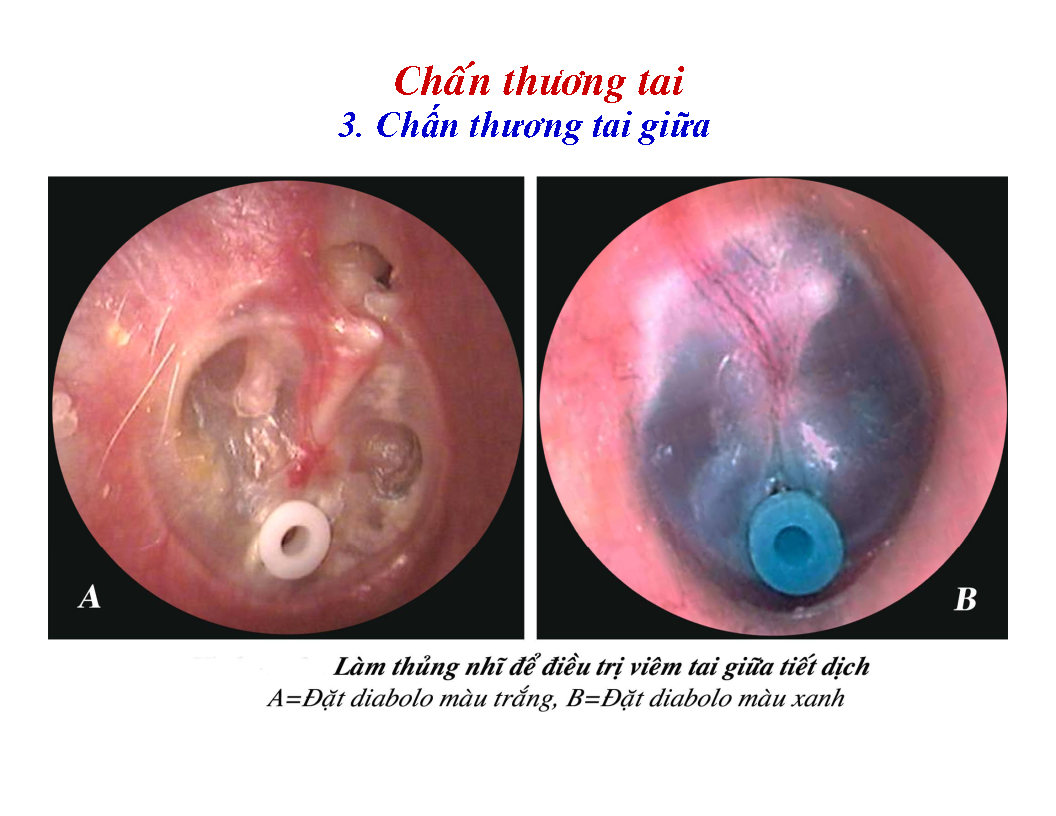 Chấn thương tai
3. Chấn thương tai giữa
A
B
Làm thủng nhĩ để điều trị viêm tai giữa tiết dịch
A=Đặt diabolo màu trắng, B=Đặt diabolo màu xanh